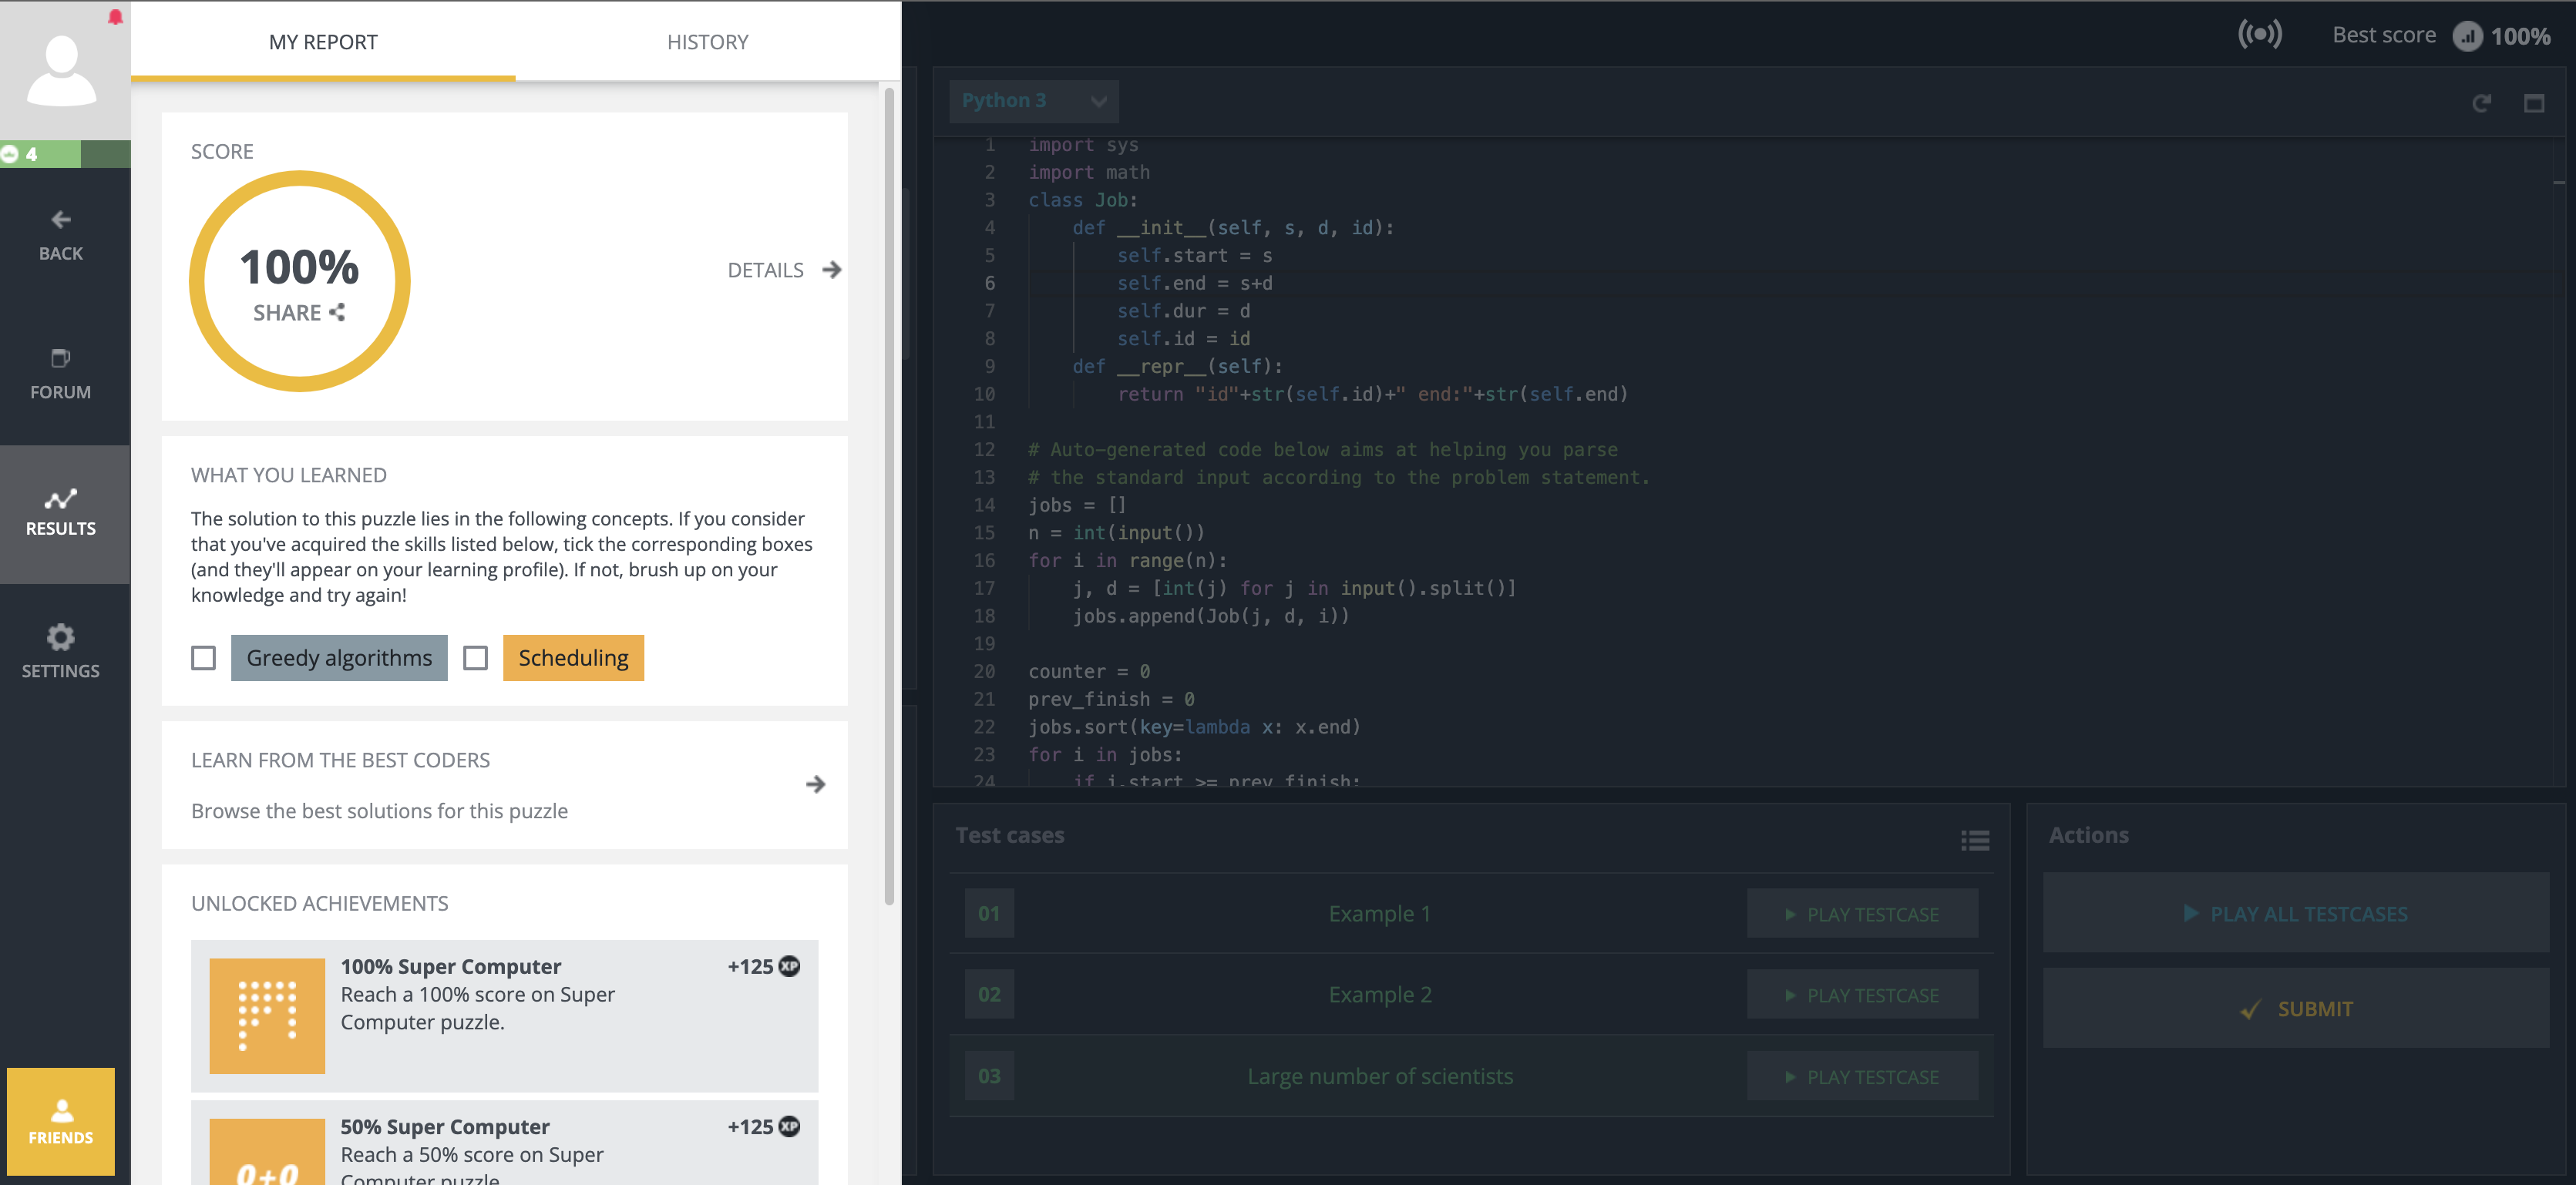 4
BACK
FORUM
RESULTS
SETTINGS
FRIENDS
MY REPORT
HISTORY
SCORE
100%
SHARE
DETAILS
WHAT YOU LEARNED
The solution to this puzzle lies in the following concepts. If you consider
that you've acquired the skills listed below, tick the corresponding boxes
(and they'll appear on your learning profile). If not, brush up on your
knowledge and try again!
Greedy algorithms
Scheduling
LEARN FROM THE BEST CODERS
Browse the best solutions for this puzzle
UNLOCKED ACHIEVEMENTS
100% Super Computer
+125 XP
Reach a 100% score on Super
Computer puzzle.
0+0
50% Super Computer
+125 XP
Reach a 50% score on Super
Computer puzzle
Best score 100%
Python 3
1 import sys
2 import math
3 class Job:
4 def __init__(self, s, d, id):
5 self.start = s
6 self.end = s+d
7 self.dur = d
8 self.id = id
9 def __repr__(self):
10 return "id"+str(self.id)+" end:"+str(self.end)
11
12 # Auto-generated code below aims at helping you parse
13 # the standard input according to the problem statement.
14 jobs = []
15 n = int(input())
16 for i in range(n):
17 j, d = [int(j) for j in input().split()]
18 jobs.append(Job(j, d, i))
19
20 counter = 0
21 prev_finish = 0
22 jobs.sort(key=lambda x: x.end)
23 for i in jobs:
24 if i.start >= prev_finish:
Test cases
01 Example 1 PLAY TESTCASE
02 Example 2 PLAY TESTCASE
03 Large number of scientists PLAY TESTCASE
Actions
PLAY ALL TESTCASES
SUBMIT